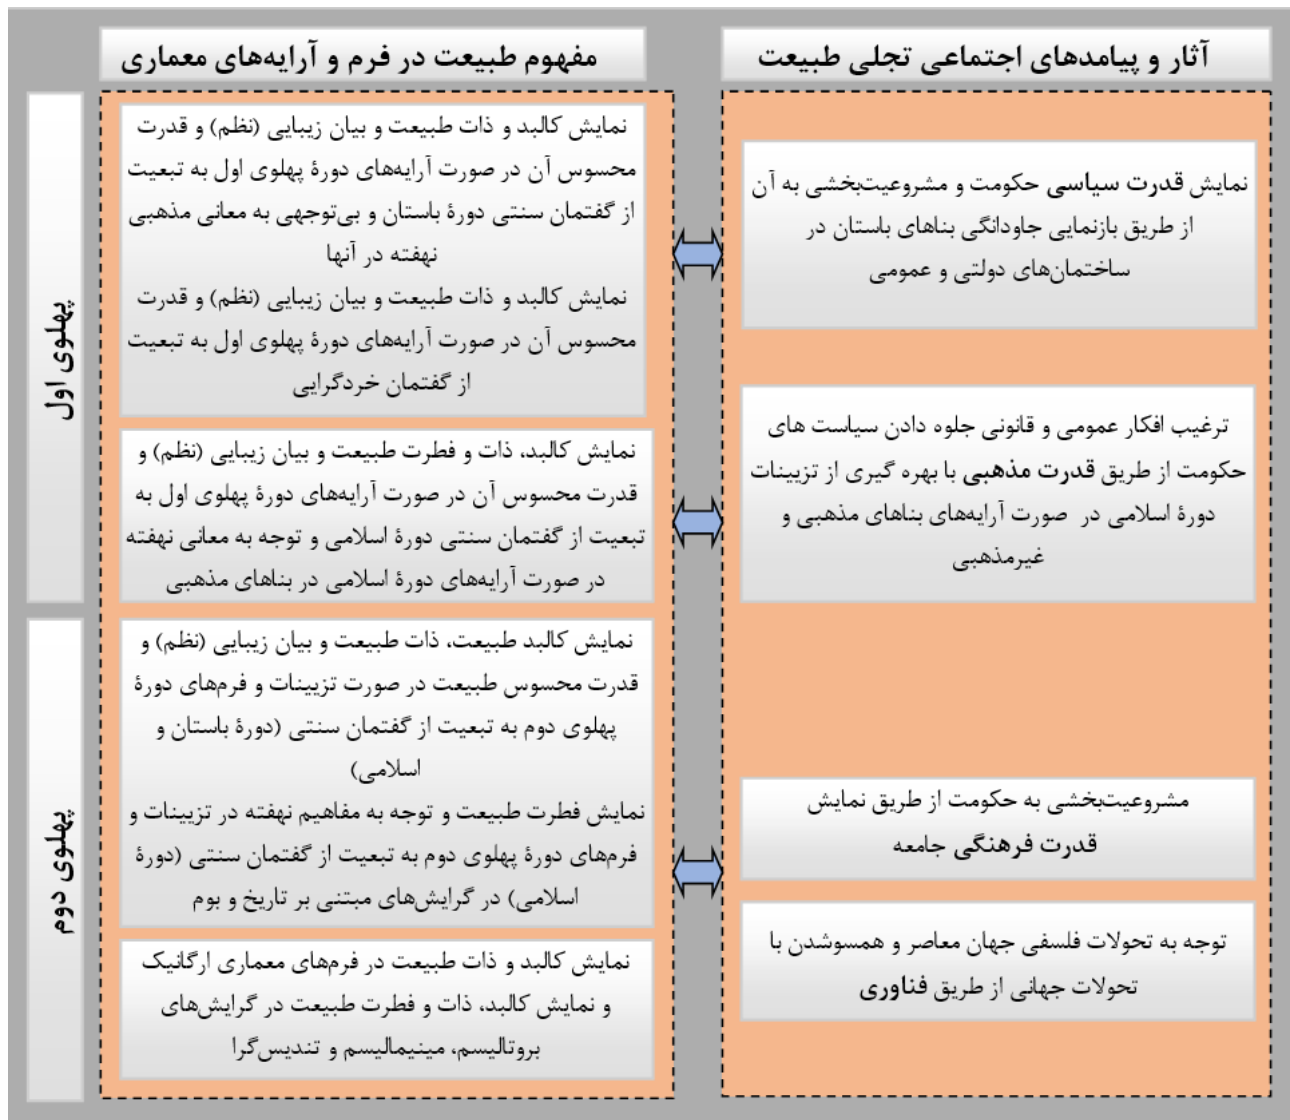 آثار و پیامدهای اجتماعی تجلی طبیعت
مفهوم طبیعت در فرم و آرایه‌های معماری
نمایش قدرت سیاسی حکومت و مشروعیت‌بخشی به آن
از طریق بازنمایی جاودانگی بناهای باستان در
ساختمان‌های دولتی و عمومی
ترغیب افکار عمومی و قانونی جلوه دادن سیاست های
حکومت از طریق قدرت مذهبی با بهره گیری از تزیینات
دورۀ اسلامی در صورت آرایه‌های بناهای مذهبی و
غیرمذهبی
مشروعیت‌بخشی به حکومت از طریق نمایش
قدرت فرهنگی جامعه
توجه به تحولات فلسفی جهان معاصر و همسوشدن با
تحولات جهانی از طریق فناوری
نمایش کالبد و ذات طبیعت و بیان زیبایی (نظم) و قدرت
محسوس آن در صورت آرایه‌های دورۀ پهلوی اول به تبعیت
از گفتمان سنتی دورۀ باستان و بی‌توجهی به معانی مذهبی
نهفته در آنها
نمایش کالبد و ذات طبیعت و بیان زیبایی (نظم) و قدرت
محسوس آن در صورت آرایه‌های دورۀ پهلوی اول به تبعیت
از گفتمان خردگرایی
نمایش کالبد، ذات و فطرت طبیعت و بیان زیبایی (نظم) و
قدرت محسوس آن در صورت آرایه‌های دورۀ پهلوی اول به
تبعیت از گفتمان سنتی دورۀ اسلامی و توجه به معانی نهفته
در صورت آرایه‌های دورۀ اسلامی در بناهای مذهبی
نمایش کالبد طبیعت، ذات طبیعت و بیان زیبایی (نظم) و
قدرت محسوس طبیعت در صورت تزیینات و فرم‌های دورۀ
پهلوی دوم به تبعیت از گفتمان سنتی (دورۀ باستان و
اسلامی)
نمایش فطرت طبیعت و توجه به مفاهیم نهفته در تزیینات و
فرم‌های دورۀ پهلوی دوم به تبعیت از گفتمان سنتی (دورۀ
اسلامی) در گرایش‌های مبتنی بر تاریخ و بوم
نمایش کالبد و ذات طبیعت در فرم‌های معماری ارگانیک
و نمایش کالبد، ذات و فطرت طبیعت در گرایش‌های
بروتالیسم، مینیمالیسم و تندیس‌گرا
پهلوی اول
پهلوی دوم